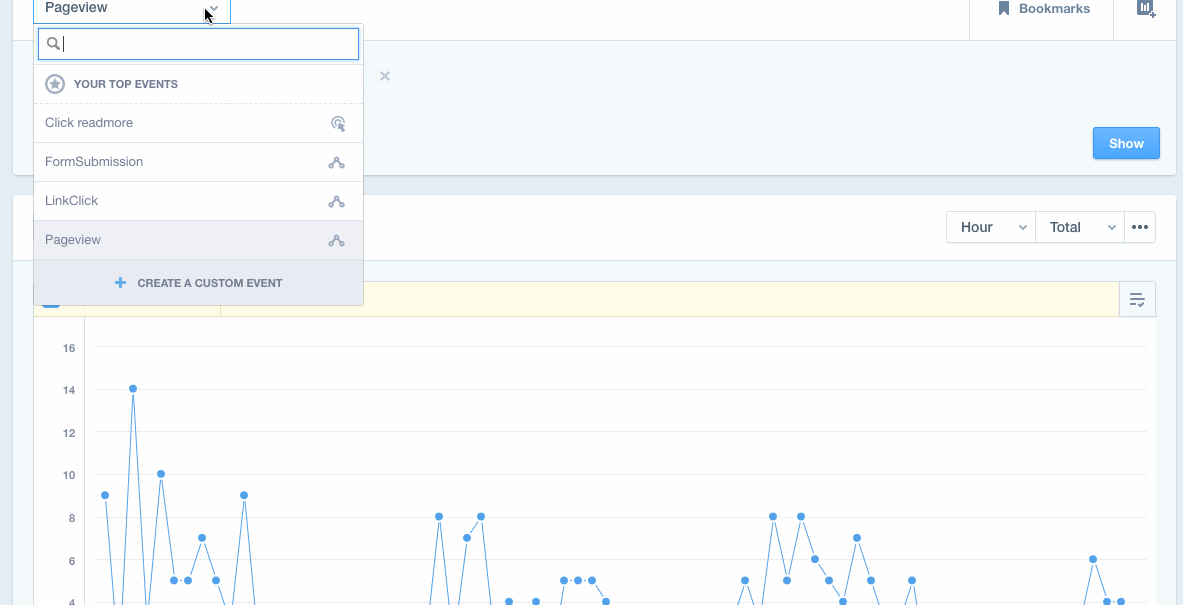 Pageview
Bookmarks
YOUR TOP EVENTS
Click readmore
FormSubmission
LinkClick
Pageview
+ CREATE A CUSTOM EVENT
Show
Hour
Total
16
14
12
10
8
6
4